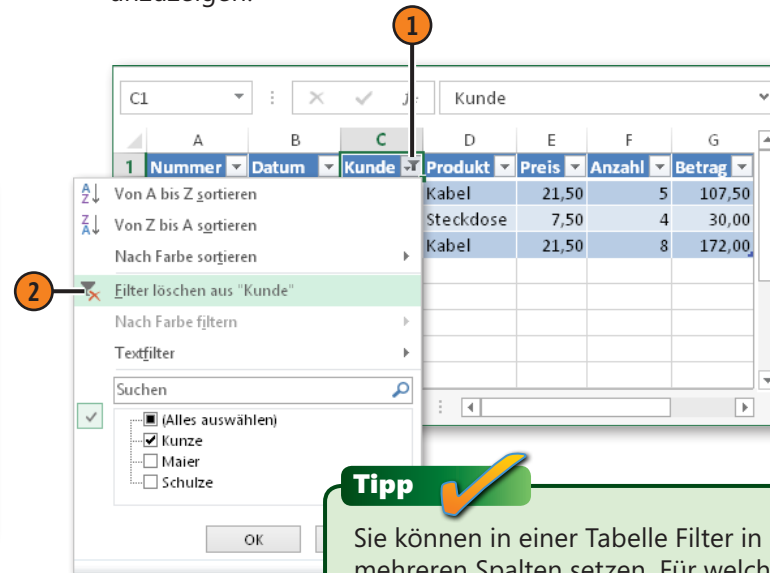 anzuzeigen.
1
C1 Kunde
A B C D E F G
1 Nummer Datum Kunde Produkt Preis Anzahl Betrag
Kabel 21,50 5 107,50
Steckdose 7,50 4 30,00
Kabel 21,50 8 172,00
Von A bis Z sortieren
Von Z bis A sortieren
Nach Farbe sortieren
2
Filter löschen aus "Kunde"
Nach Farbe filtern
Textfilter
Suchen
(Alles auswählen)
Kunze
Maier
Schulze
OK
Tipp
Sie können in einer Tabelle Filter in
mehreren Spalten setzen. Für welch